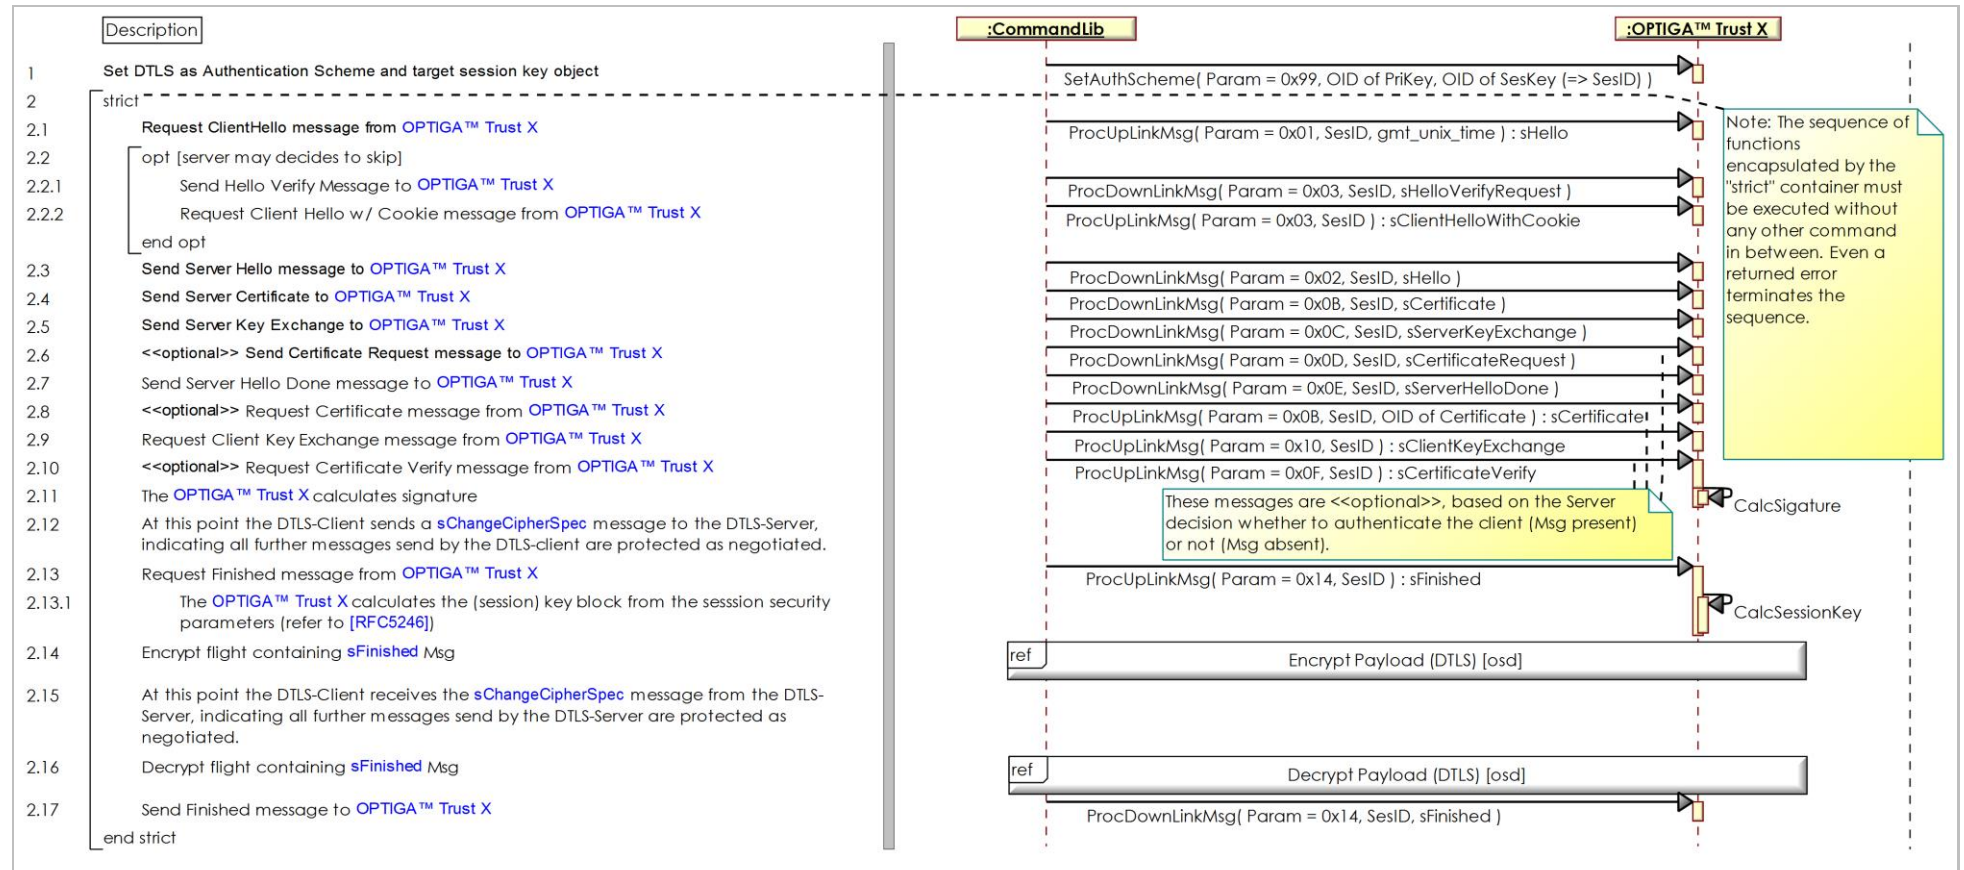 Description
:CommandLib
:OPTIGA™ Trust X
1 Set DTLS as Authentication Scheme and target session key object
SetAuthScheme( Param = 0x99, OID of PriKey, OID of SesKey (=> SesID) )
2 strict
2.1 Request ClientHello message from OPTIGA™ Trust X
ProcUpLinkMsg( Param = 0x01, SesID, gmt_unix_time ) : sHello
2.2 opt [server may decides to skip]
2.2.1 Send Hello Verify Message to OPTIGA™ Trust X
ProcDownLinkMsg( Param = 0x03, SesID, sHelloVerifyRequest )
2.2.2 Request Client Hello w/ Cookie message from OPTIGA™ Trust X
ProcUpLinkMsg( Param = 0x03, SesID ) : sClientHelloWithCookie
end opt
2.3 Send Server Hello message to OPTIGA™ Trust X
ProcDownLinkMsg( Param = 0x02, SesID, sHello )
2.4 Send Server Certificate to OPTIGA™ Trust X
ProcDownLinkMsg( Param = 0x0B, SesID, sCertificate )
2.5 Send Server Key Exchange to OPTIGA™ Trust X
ProcDownLinkMsg( Param = 0x0C, SesID, sServerKeyExchange )
2.6 <<optional>> Send Certificate Request message to OPTIGA™ Trust X
ProcDownLinkMsg( Param = 0x0D, SesID, sCertificateRequest )
2.7 Send Server Hello Done message to OPTIGA™ Trust X
ProcDownLinkMsg( Param = 0x0E, SesID, sServerHelloDone )
2.8 <<optional>> Request Certificate message from OPTIGA™ Trust X
ProcUpLinkMsg( Param = 0x0B, SesID, OID of Certificate ) : sCertificate
2.9 Request Client Key Exchange message from OPTIGA™ Trust X
ProcUpLinkMsg( Param = 0x10, SesID ) : sClientKeyExchange
2.10 <<optional>> Request Certificate Verify message from OPTIGA™ Trust X
ProcUpLinkMsg( Param = 0x0F, SesID ) : sCertificateVerify
2.11 The OPTIGA™ Trust X calculates signature
CalcSigature
Note: The sequence of
functions
encapsulated by the
"strict" container must
be executed without
any other command
in between. Even a
returned error
terminates the
sequence.
These messages are <<optional>>, based on the Server
decision whether to authenticate the client (Msg present)
or not (Msg absent).
2.12 At this point the DTLS-Client sends a sChangeCipherSpec message to the DTLS-Server,
indicating all further messages send by the DTLS-client are protected as negotiated.
2.13 Request Finished message from OPTIGA™ Trust X
ProcUpLinkMsg( Param = 0x14, SesID ) : sFinished
2.13.1 The OPTIGA™ Trust X calculates the (session) key block from the sesssion security
parameters (refer to [RFC5246])
CalcSessionKey
2.14 Encrypt flight containing sFinished Msg
ref
Encrypt Payload (DTLS) [osd]
2.15 At this point the DTLS-Client receives the sChangeCipherSpec message from the DTLS-
Server, indicating all further messages send by the DTLS-Server are protected as
negotiated.
2.16 Decrypt flight containing sFinished Msg
ref
Decrypt Payload (DTLS) [osd]
2.17 Send Finished message to OPTIGA™ Trust X
ProcDownLinkMsg( Param = 0x14, SesID, sFinished )
end strict